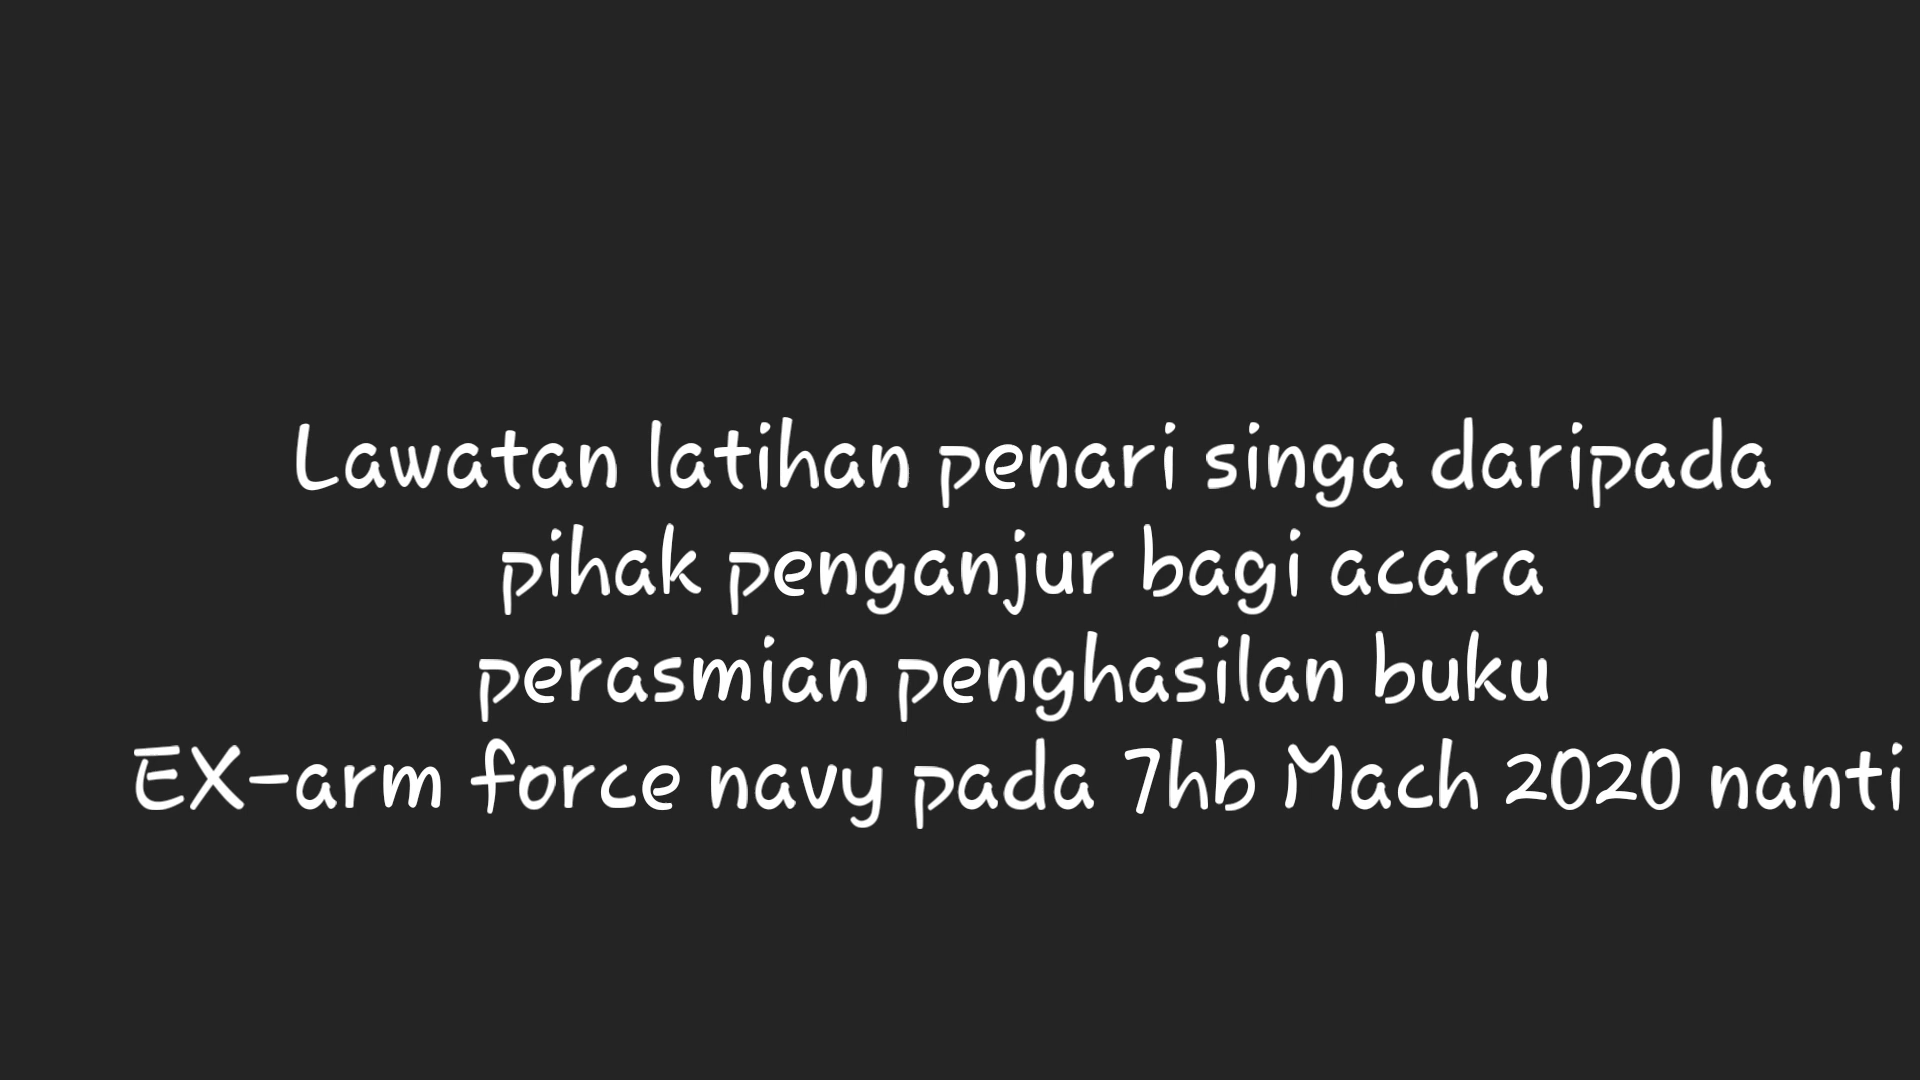 Lawatan latihan penari singa daripada
pihak penganjur bagi acara
perasmian penghasilan buku
EX-arm force navy pada 7hb Mach 2020 nanti